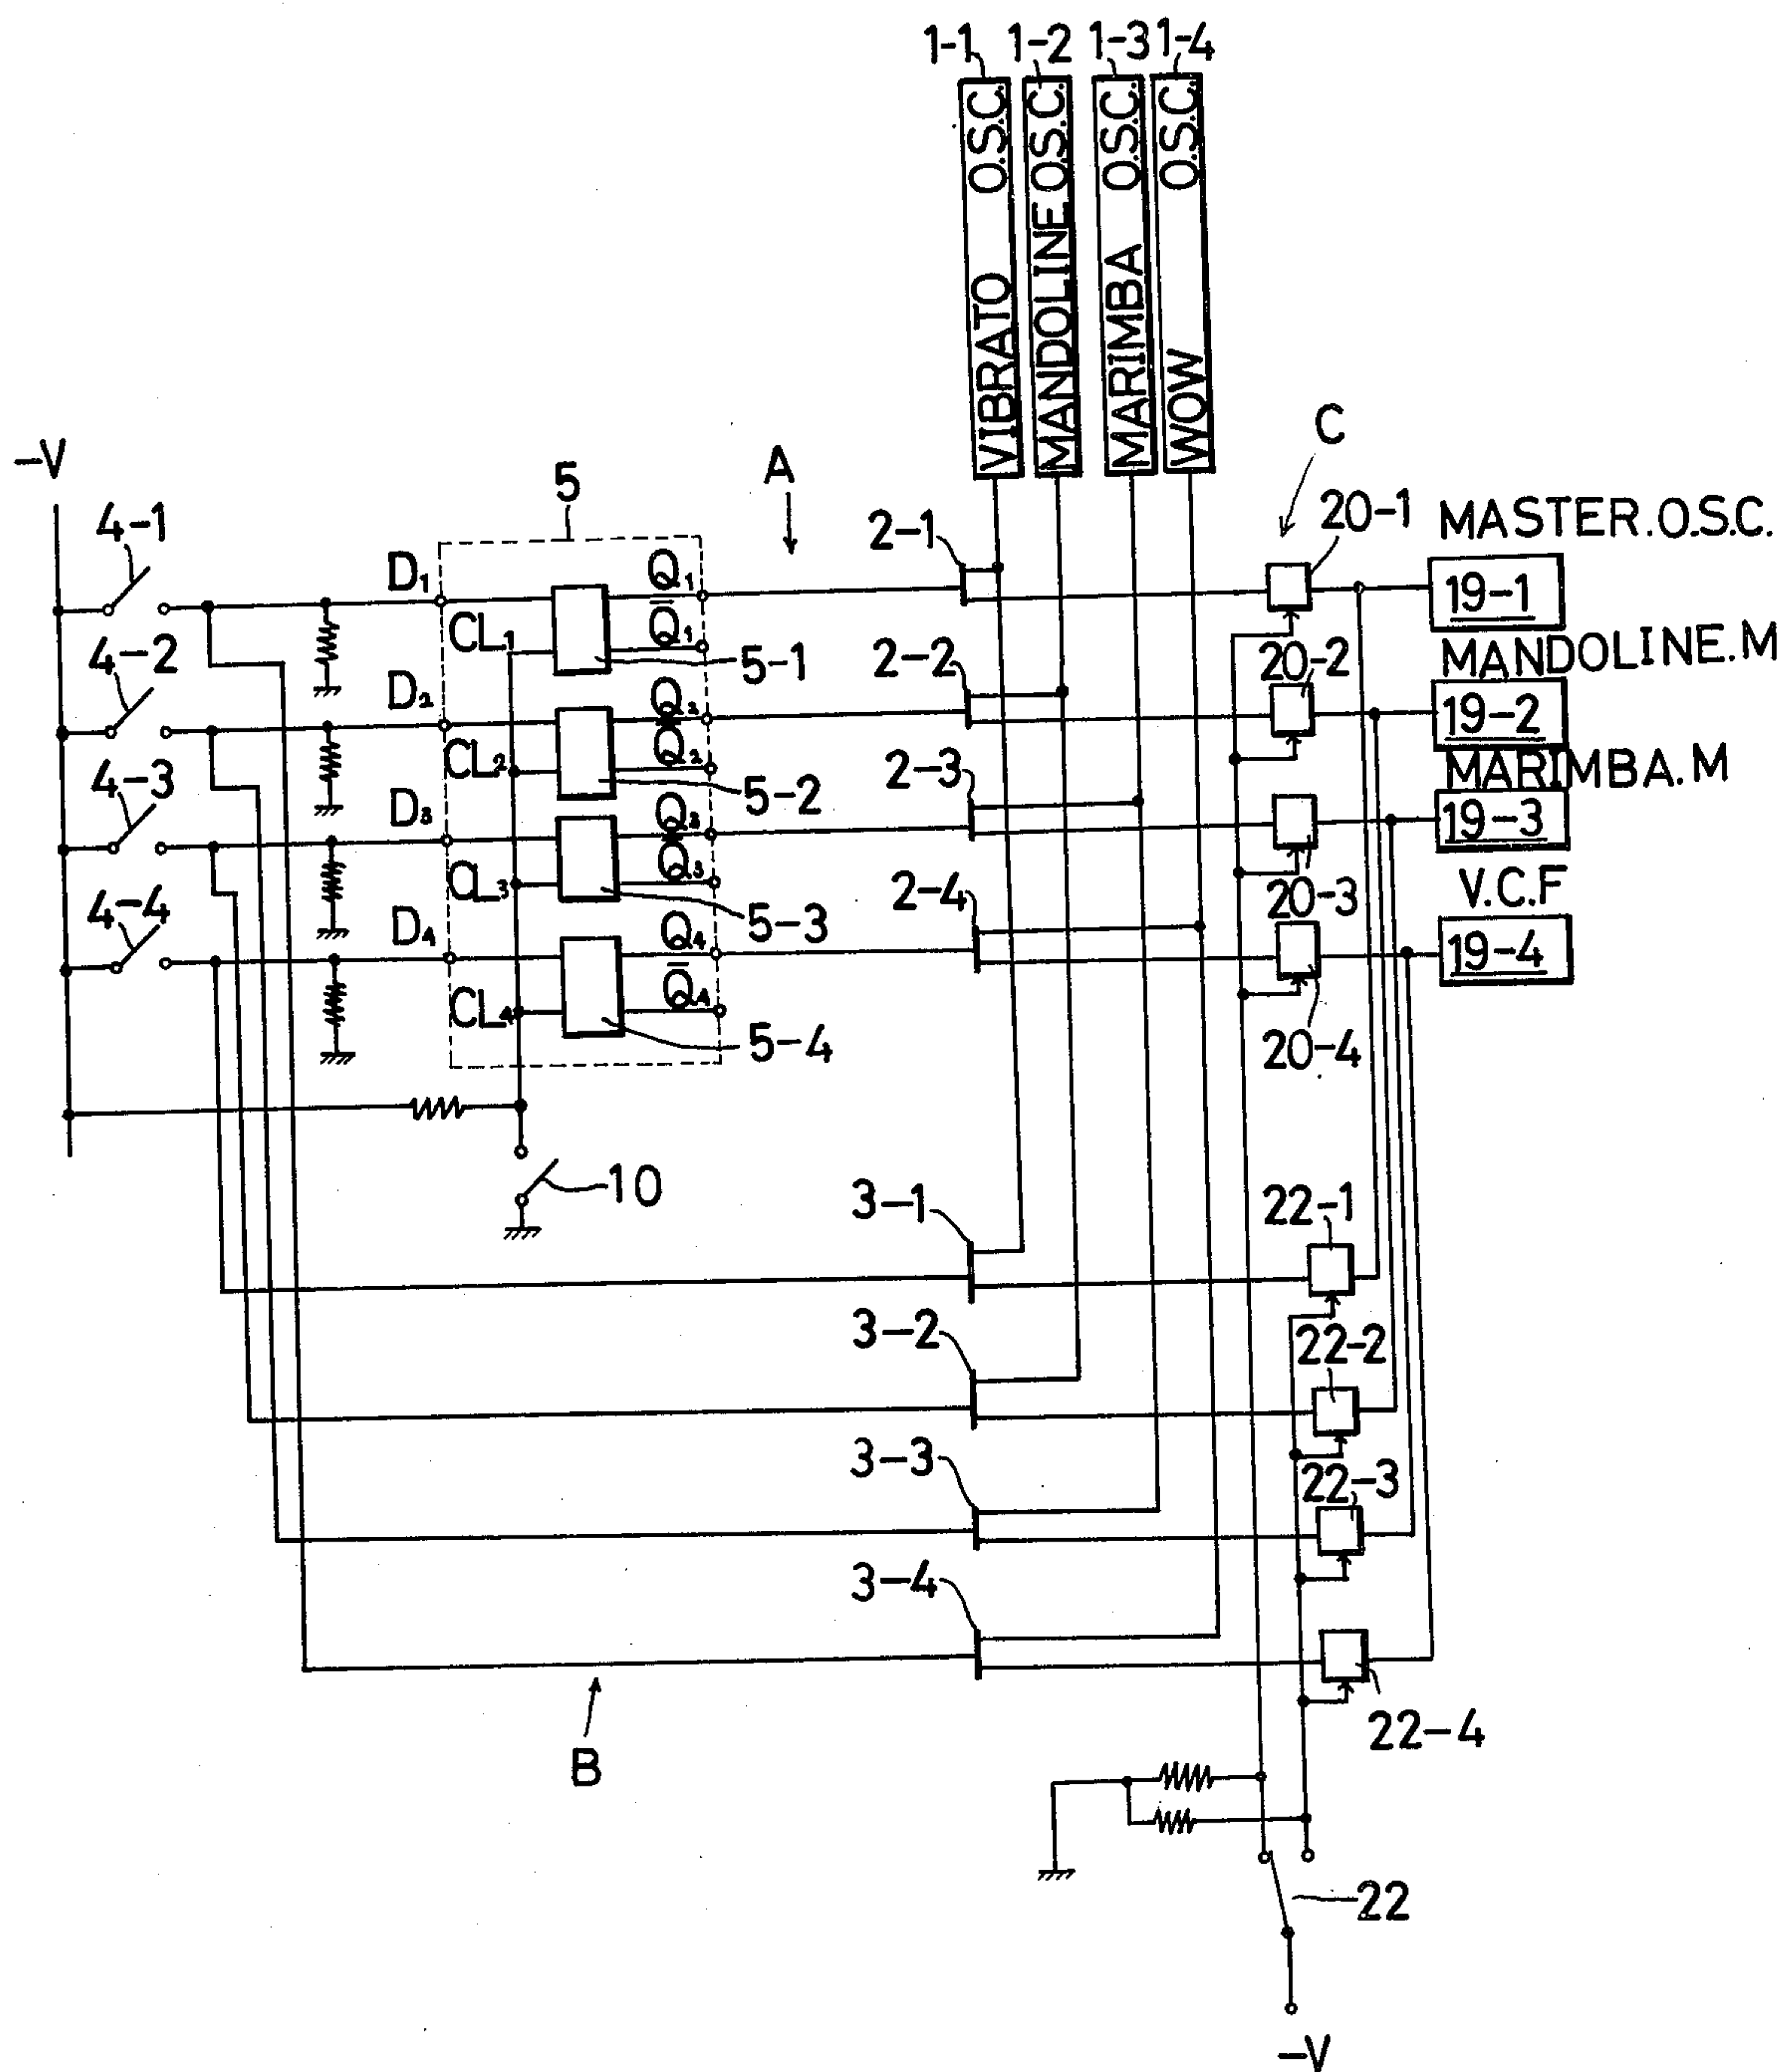 1-1 1-2 1-3 1-4
VIBRATO O.S.C.
MANDOLINE.O.S.C.
MARIMBA O.S.C.
WOW O.S.C.
-V
4-1
4-2
4-3
4-4
5
A
C
D1
CL1
Q1
Q̅1
5-1
D2
CL2
Q2
Q̅2
5-2
D3
CL3
Q3
Q̅3
5-3
D4
CL4
Q4
Q̅4
5-4
2-1
2-2
2-3
2-4
20-1
20-2
20-3
20-4
MASTER.O.S.C.
19-1
MANDOLINE.M
19-2
MARIMBA.M
19-3
V.C.F
19-4
10
3-1
3-2
3-3
3-4
22-1
22-2
22-3
22-4
B
22
-V